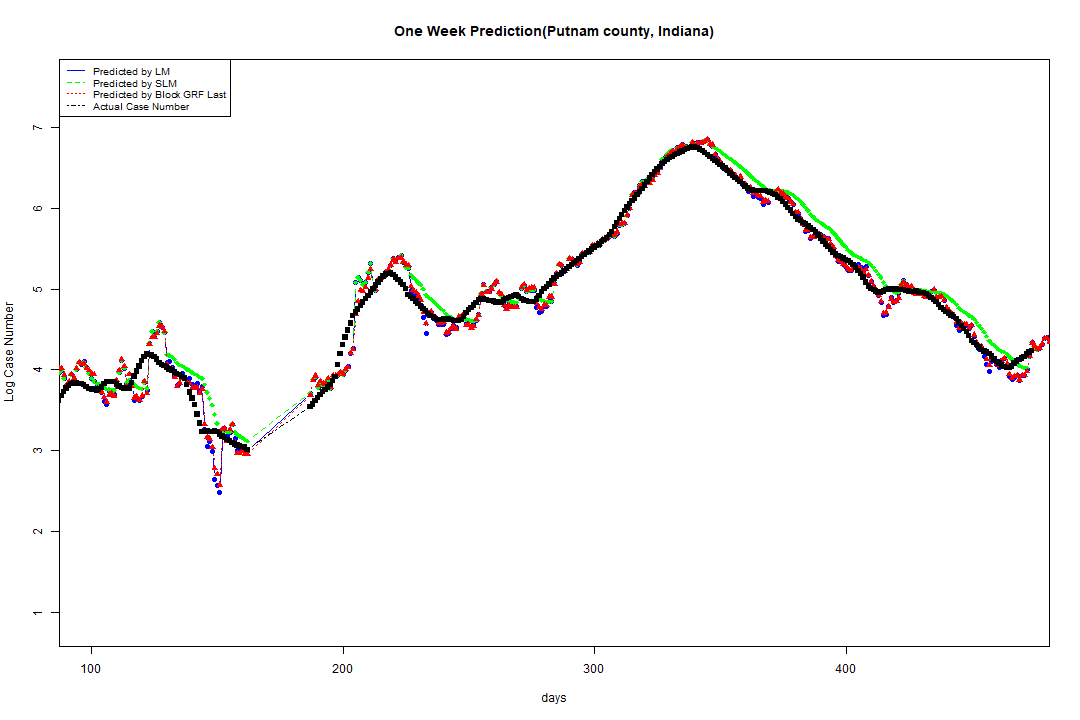 One Week Prediction(Putnam county, Indiana)
Predicted by LM
Predicted by SLM
Predicted by Block GRF Last
Actual Case Number
7
6
5
4
3
2
1
Log Case Number
100 200 300 400
days